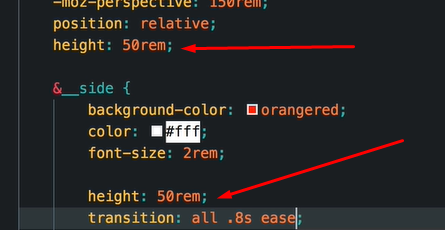 -moz-perspective: 150rem;
position: relative;
height: 50rem;
&__side {
background-color: orangered;
color: #fff;
font-size: 2rem;
height: 50rem;
transition: all .8s ease;